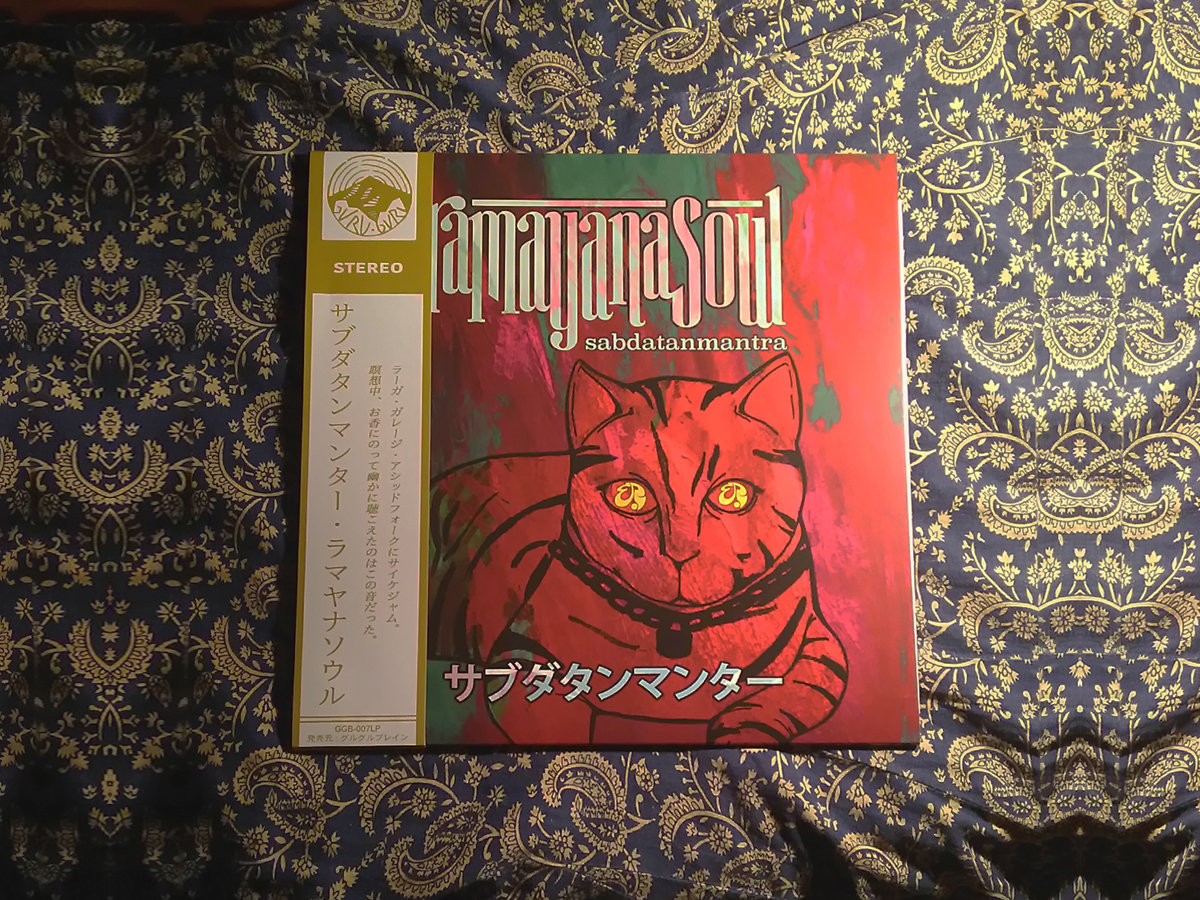 GURU·GURU
STEREO
サブダタンマンター・ラマヤナソウル
ラーガ・ガレージ・アシッドフォークにサイケジャム。
瞑想中、お香にのって幽かに聴こえたのはこの音だった。
GGB-007LP
発売元:グルグルブレイン
ramayana soul
sabdatanmantra
サブダタンマンター